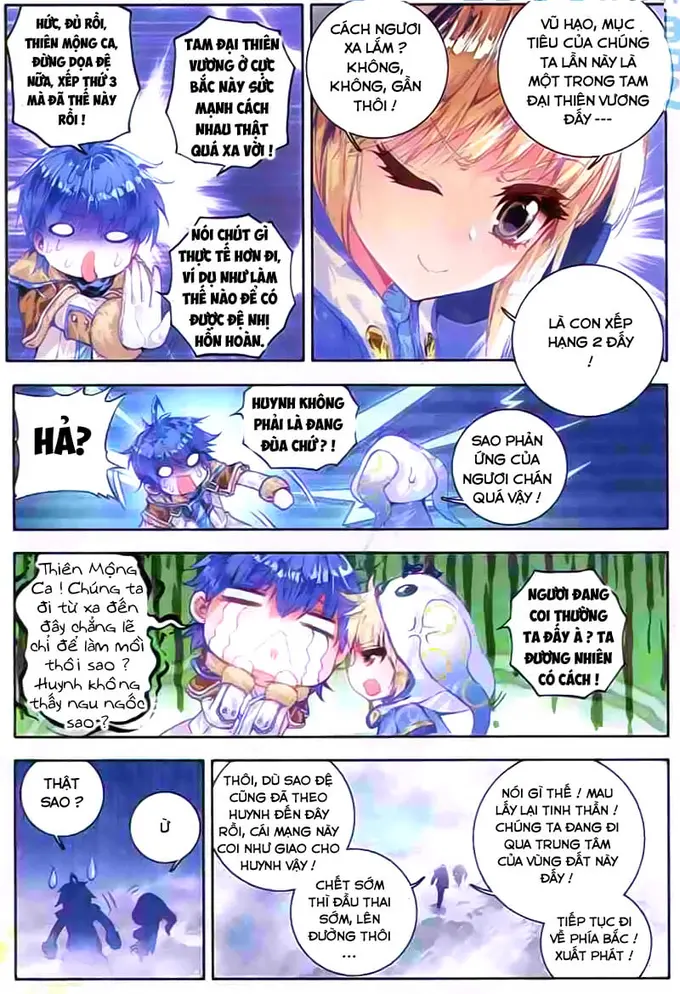 VŨ HẠO, MỤC
TIÊU CỦA CHÚNG
TA LẦN NÀY LÀ
MỘT TRONG TAM
ĐẠI THIÊN VƯƠNG
ĐẤY ---
CÁCH NGƯƠI
XA LẮM ?
KHÔNG,
KHÔNG, GẦN
THÔI !
LÀ CON XẾP
HẠNG 2 ĐẤY
!
TAM ĐẠI THIÊN
VƯƠNG Ở CỰC
BẮC NÀY SỨC
MẠNH CÁCH
NHAU THẬT
QUÁ XA VỜI !
HỨC, ĐỦ RỒI,
THIÊN MỘNG CA,
ĐỪNG DỌA ĐỆ
NỮA, XẾP THỨ 3
MÀ ĐÃ THẾ NÀY
RỒI !
NÓI CHÚT GÌ
THỰC TẾ HƠN ĐI,
VÍ DỤ NHƯ LÀM
THẾ NÀO ĐỂ CÓ
ĐƯỢC ĐỆ NHỊ
HỒN HOÀN.
HẢ?
HUYNH KHÔNG
PHẢI LÀ ĐANG
ĐÙA CHỨ ? !
SAO PHẢN
ỨNG CỦA
NGƯƠI CHÁN
QUÁ VẬY !
Thiên Mộng
Ca ! Chúng ta
đi từ xa đến
đây chẳng lẽ
chỉ để làm mồi
thôi sao ?
Huynh không
thấy ngu ngốc
sao ?
NGƯƠI ĐANG
COI THƯỜNG
TA ĐẤY À ? TA
ĐƯƠNG NHIÊN
CÓ CÁCH !
THẬT
SAO ?
Ừ
THÔI, DÙ SAO ĐỆ
CŨNG ĐÃ THEO
HUYNH ĐẾN ĐÂY
RỒI, CÁI MẠNG NÀY
COI NHƯ GIAO CHO
HUYNH VẬY !
CHẾT SỚM
THÌ ĐẦU THAI
SỚM, LÊN
ĐƯỜNG THÔI
...
NÓI GÌ THẾ ! MAU
LẤY LẠI TINH THẦN !
CHÚNG TA ĐANG ĐI
QUA TRUNG TÂM
CỦA VÙNG ĐẤT NÀY
ĐẤY !
TIẾP TỤC ĐI
VỀ PHÍA BẮC !
XUẤT PHÁT !